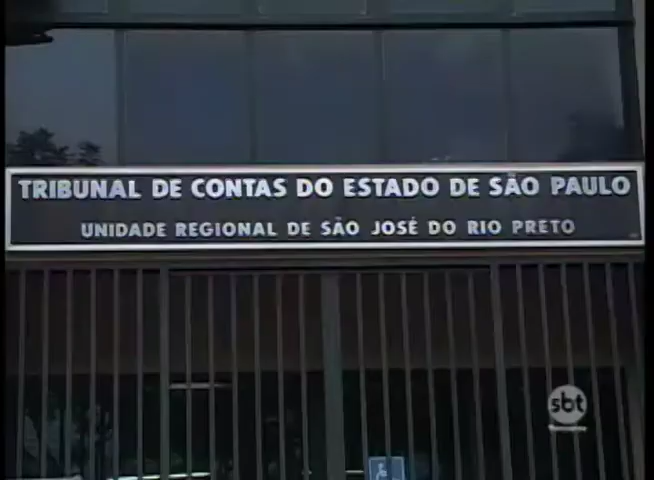 TRIBUNAL DE CONTAS DO ESTADO DE SÃO PAULO
UNIDADE REGIONAL DE SÃO JOSÉ DO RIO PRETO
sbt